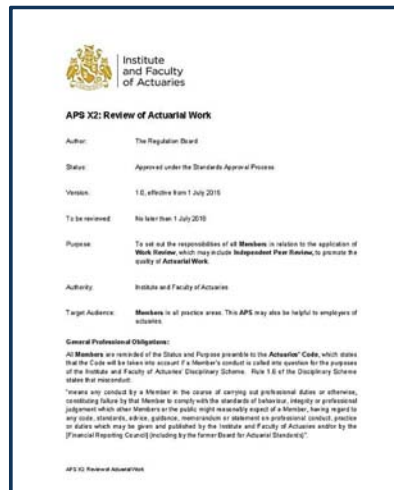 Institute
and Faculty
of Actuaries
APS X2: Review of Actuarial Work
Author: The Regulation Board
Status: Approved under the Standards Approval Process
Version: 1.0, effective from 1 July 2015
To be reviewed: No later than 1 July 2018
Purpose: To set out the responsibilities of all Members in relation to the application of
Work Review, which may include Independent Peer Review, to promote the
quality of Actuarial Work.
Authority: Institute and Faculty of Actuaries
Target Audience: Members in all practice areas. This APS may also be helpful to employers of
actuaries.
General Professional Obligations:
All Members are reminded of the Status and Purpose preamble to the Actuaries' Code, which states
that the Code will be taken into account if a Member's conduct is called into question for the purposes
of the Institute and Faculty of Actuaries' Disciplinary Scheme. Rule 1.6 of the Disciplinary Scheme
states that misconduct:
"means any conduct by a Member in the course of carrying out professional duties or otherwise,
constituting failure by that Member to comply with the standards of behaviour, integrity or professional
judgement which other Members or the public might reasonably expect of a Member, having regard to
any code, standards, advice, guidance, memorandum or statement on professional conduct, practice
or duties which may be given and published by the Institute and Faculty of Actuaries and/or by the
[Financial Reporting Council] (including by the former Board for Actuarial Standards)".
APS X2: Review of Actuarial Work